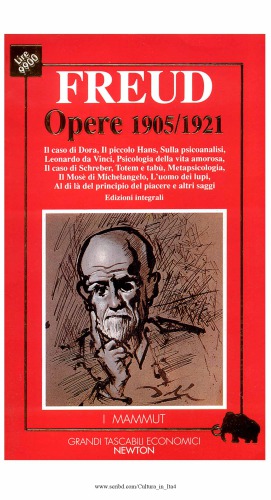 Lire
9900
FREUD
Opere 1905/1921
Il caso di Dora, Il piccolo Hans, Sulla psicoanalisi,
Leonardo da Vinci, Psicologia della vita amorosa,
Il caso di Schreber, Totem e tabù, Metapsicologia,
Il Mosè di Michelangelo, L'uomo dei lupi,
Al di là del principio del piacere e altri saggi
Edizioni integrali
I MAMMUT
GRANDI TASCABILI ECONOMICI
NEWTON
www.scribd.com/Cultura_in_Ita4